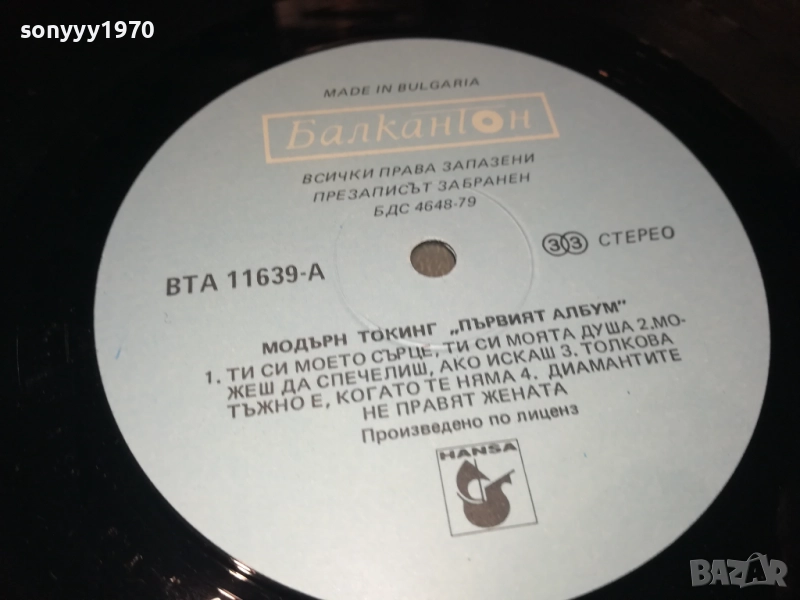 sonyyy1970
MADE IN BULGARIA
Балкантон
ВСИЧКИ ПРАВА ЗАПАЗЕНИ
ПРЕЗАПИСЪТ ЗАБРАНЕН
БДС 4648-79
33 СТЕРЕО
ВТА 11639-А
МОДЪРН ТОКИНГ „ПЪРВИЯТ АЛБУМ"
1. ТИ СИ МОЕТО СЪРЦЕ, ТИ СИ МОЯТА ДУША 2. МО-
ЖЕШ ДА СПЕЧЕЛИШ, АКО ИСКАШ 3. ТОЛКОВА
ТЪЖНО Е, КОГАТО ТЕ НЯМА 4. ДИАМАНТИТЕ
НЕ ПРАВЯТ ЖЕНАТА
Произведено по лиценз
HANSA
BAZAR